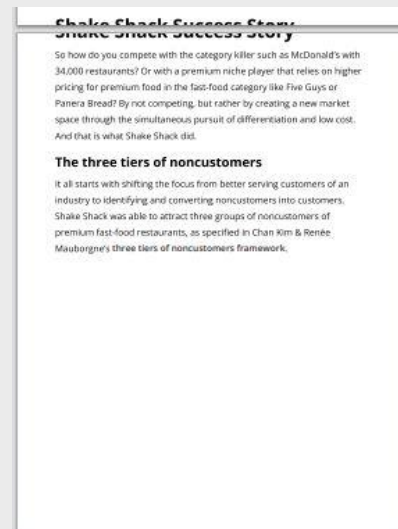 Shake Shack Success Story
Shake Shack Success Story
So how do you compete with the category killer such as McDonald's with
34,000 restaurants? Or with a premium niche player that relies on higher
pricing for premium food in the fast-food category like Five Guys or
Panera Bread? By not competing, but rather by creating a new market
space through the simultaneous pursuit of differentiation and low cost.
And that is what Shake Shack did.
The three tiers of noncustomers
It all starts with shifting the focus from better serving customers of an
industry to identifying and converting noncustomers into customers.
Shake Shack was able to attract three groups of noncustomers of
premium fast-food restaurants, as specified in Chan Kim & Renée
Mauborgne's three tiers of noncustomers framework.